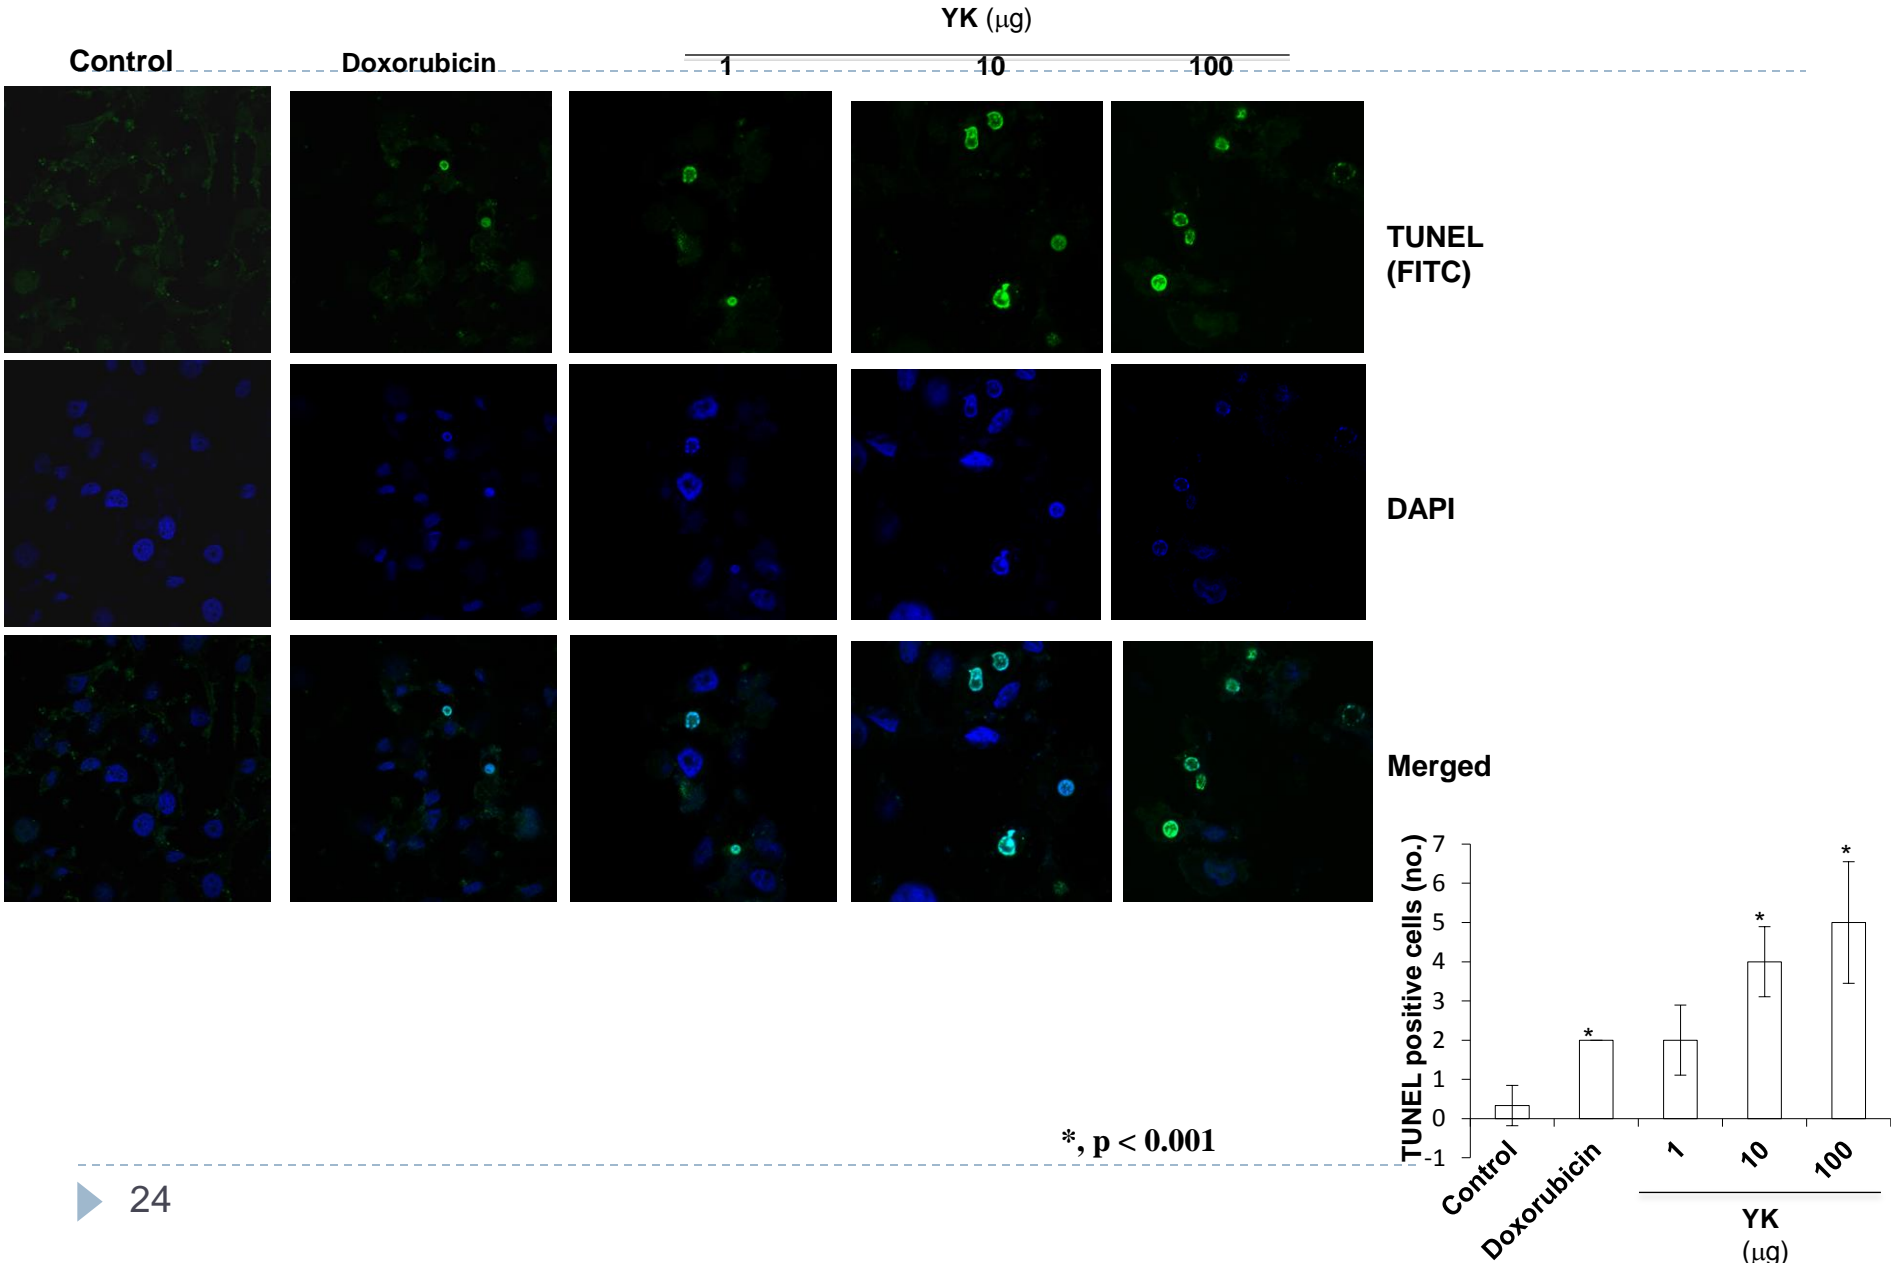 YK (μg)
Control Doxorubicin 1 10 100
TUNEL
(FITC)
DAPI
Merged
TUNEL positive cells (no.)
7
6
5
4
3
2
1
0
-1
* * *
Control Doxorubicin 1 10 100
YK
(μg)
*, p < 0.001
24